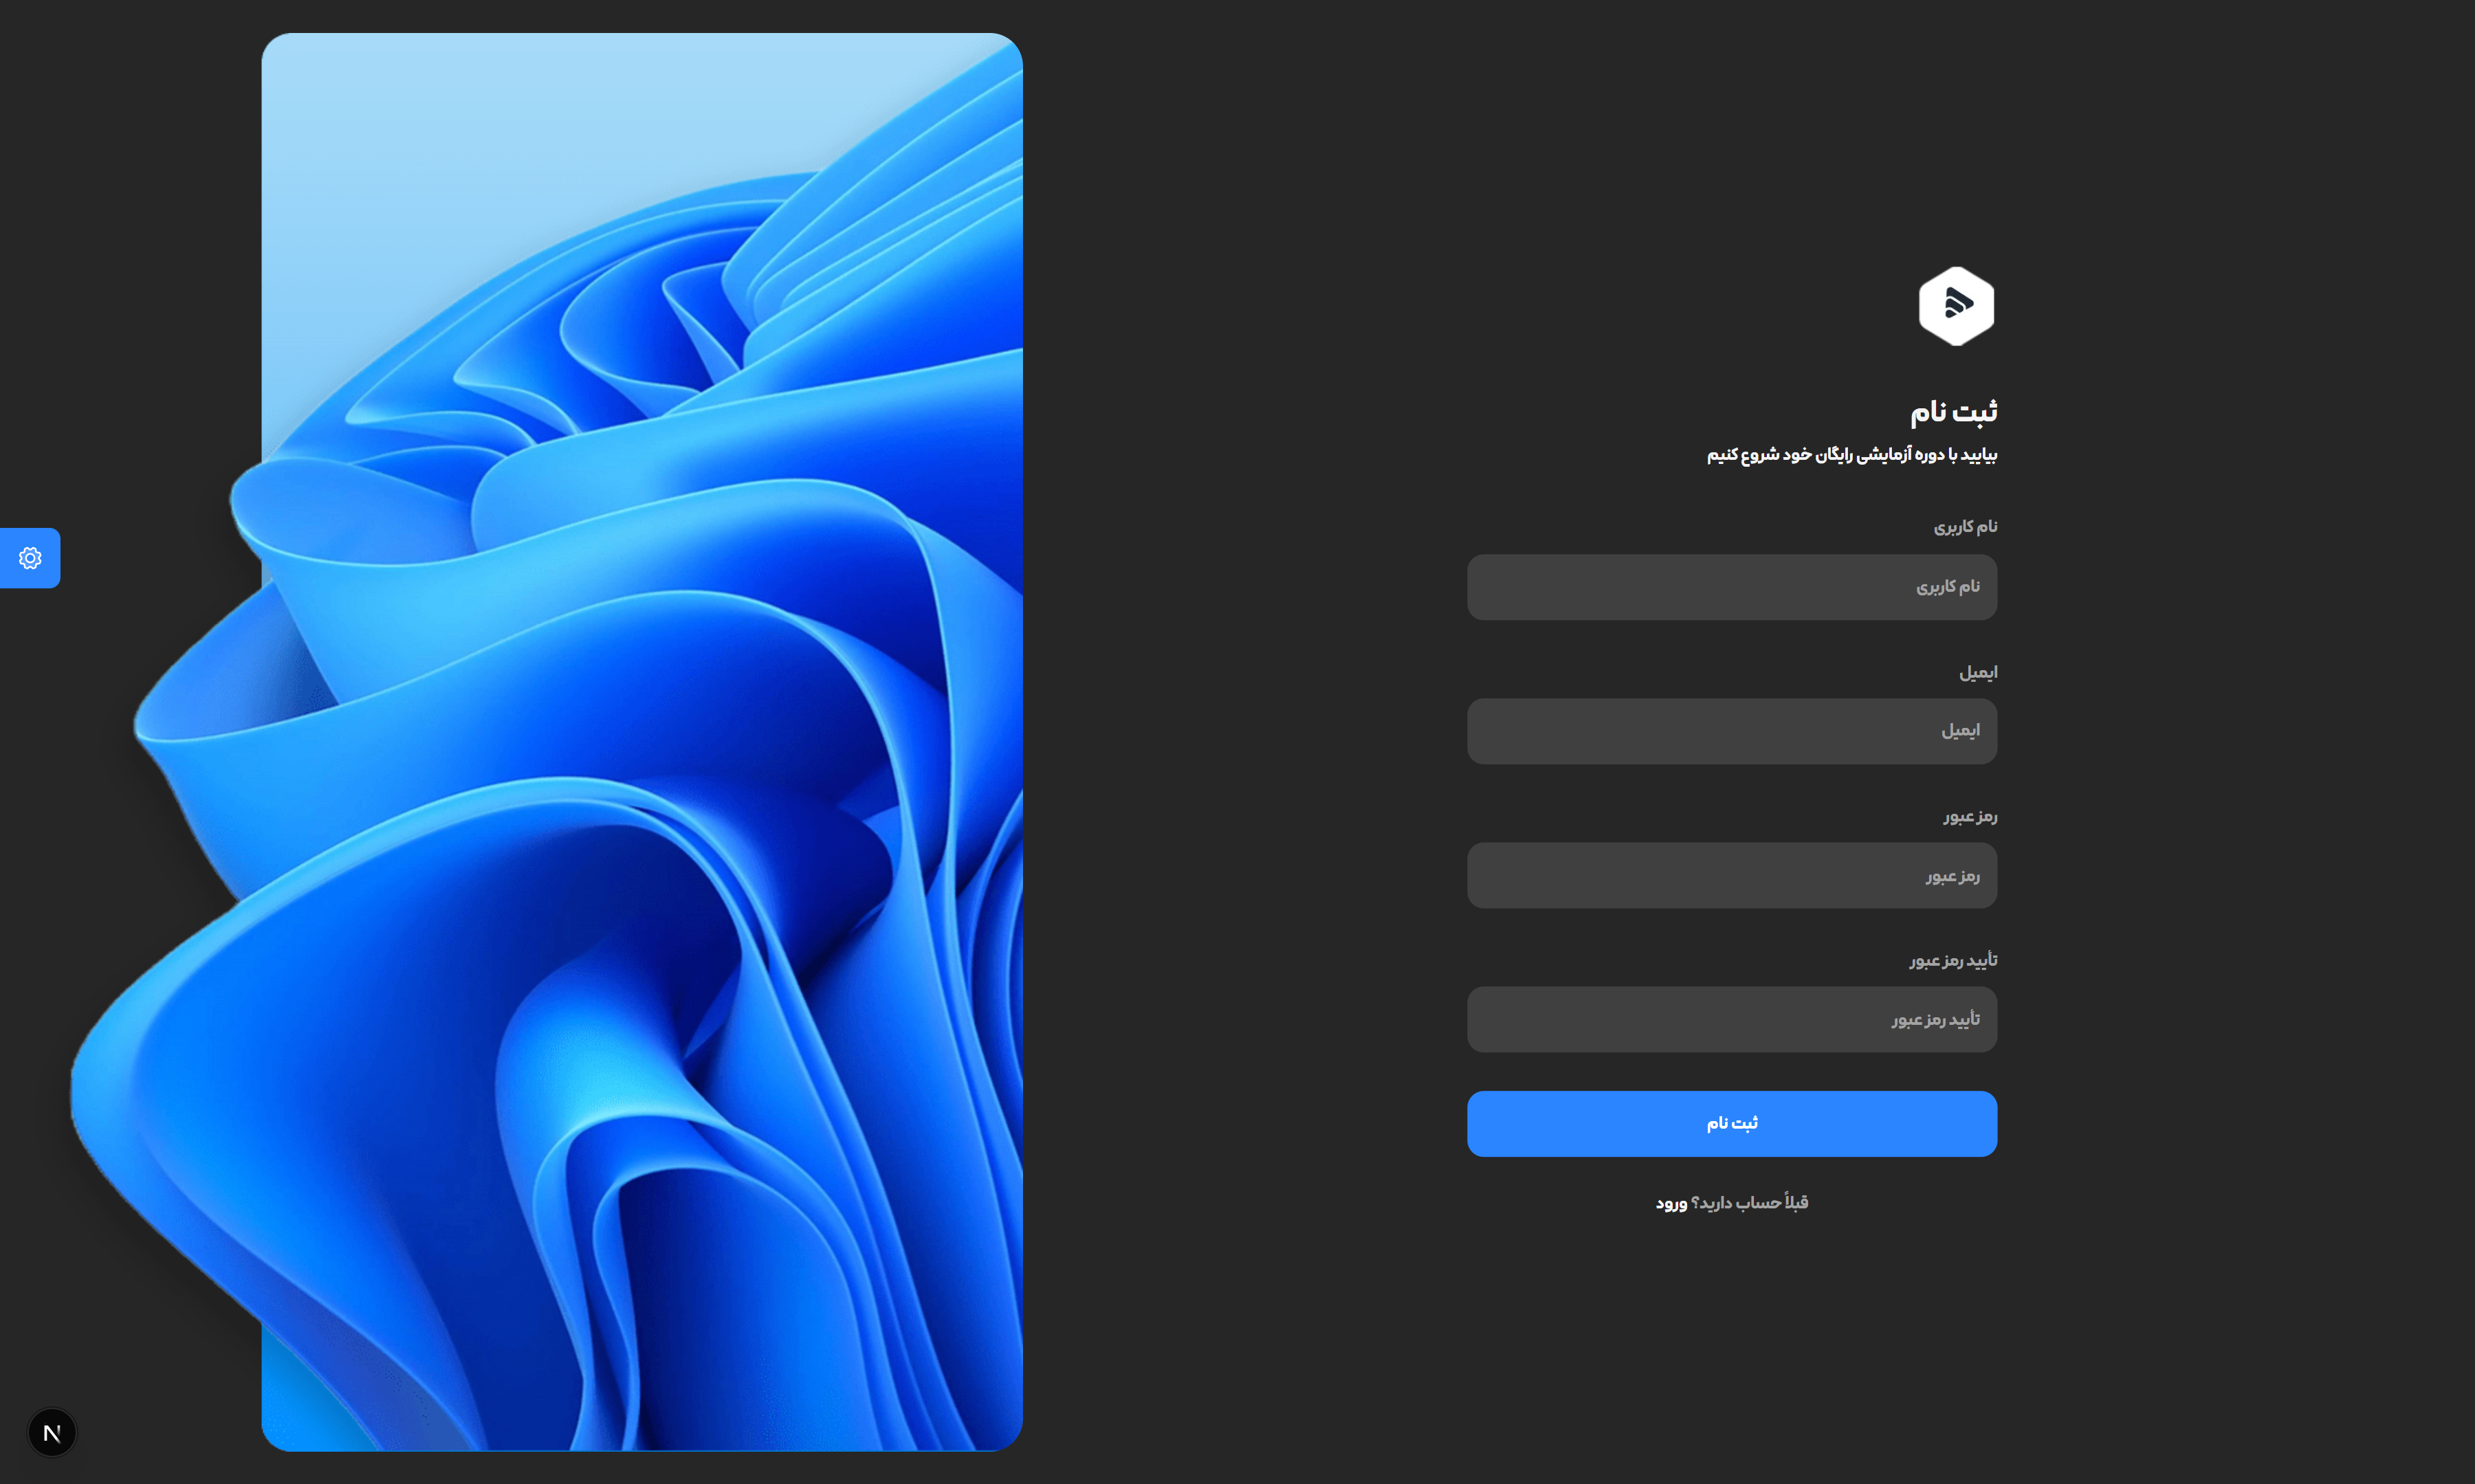 ثبت نام
بیایید با دوره آزمایشی رایگان خود شروع کنیم
نام کاربری
نام کاربری
ایمیل
ایمیل
رمز عبور
رمز عبور
تأیید رمز عبور
تأیید رمز عبور
ثبت نام
قبلاً حساب دارید؟ ورود
N